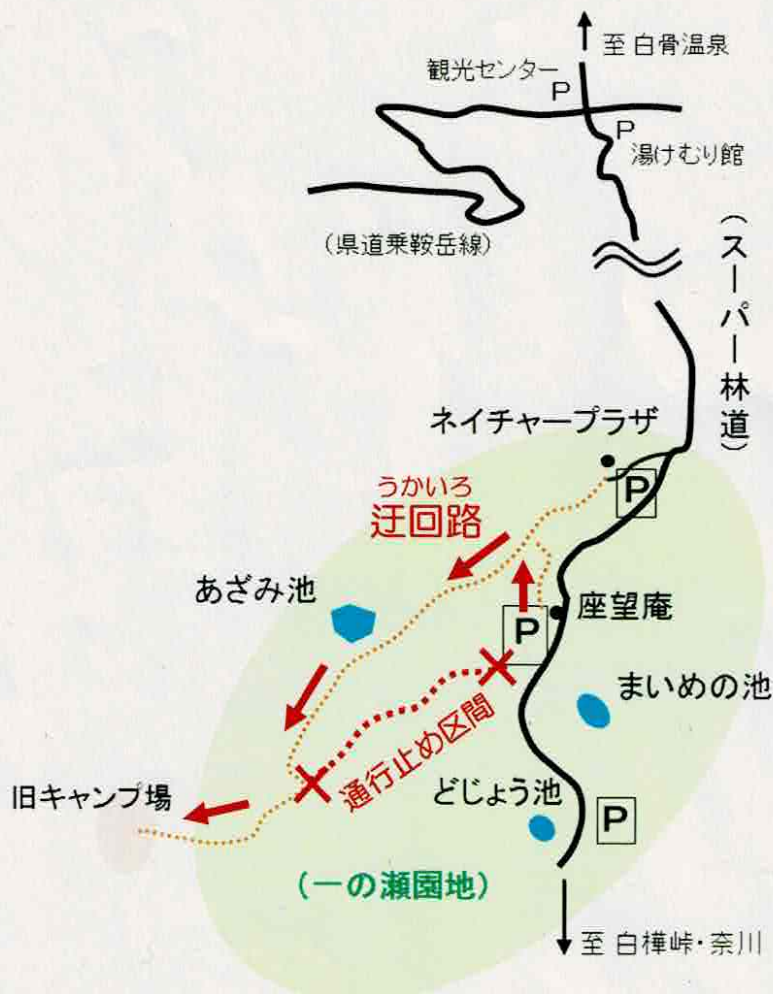 至 白骨温泉
観光センター
P
P
湯けむり館
(県道乗鞍岳線)
(スーパー林道)
ネイチャープラザ
P
うかいろ
迂回路
あざみ池
座望庵
P
まいめの池
通行止め区間
旧キャンプ場
どじょう池
P
(一の瀬園地)
至 白樺峠・奈川